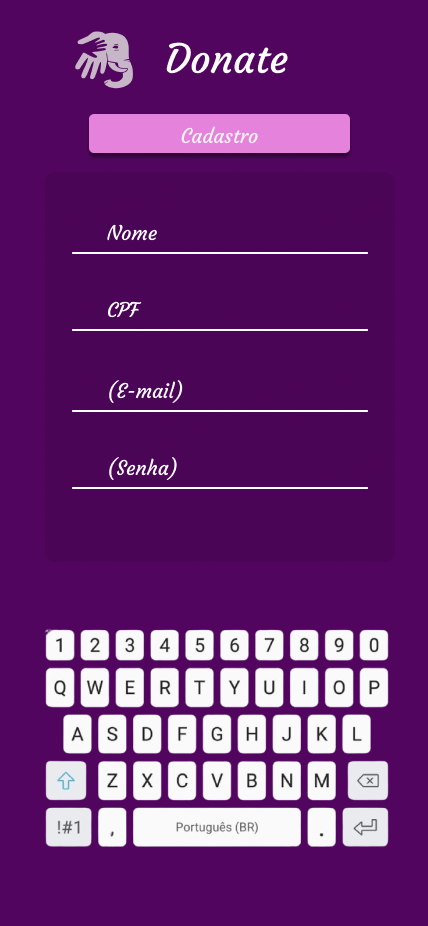 Donate
Cadastro
Nome
CPF
(E-mail)
(Senha)
1 2 3 4 5 6 7 8 9 0
Q W E R T Y U I O P
A S D F G H J K L
Z X C V B N M
!#1 , Português (BR) .